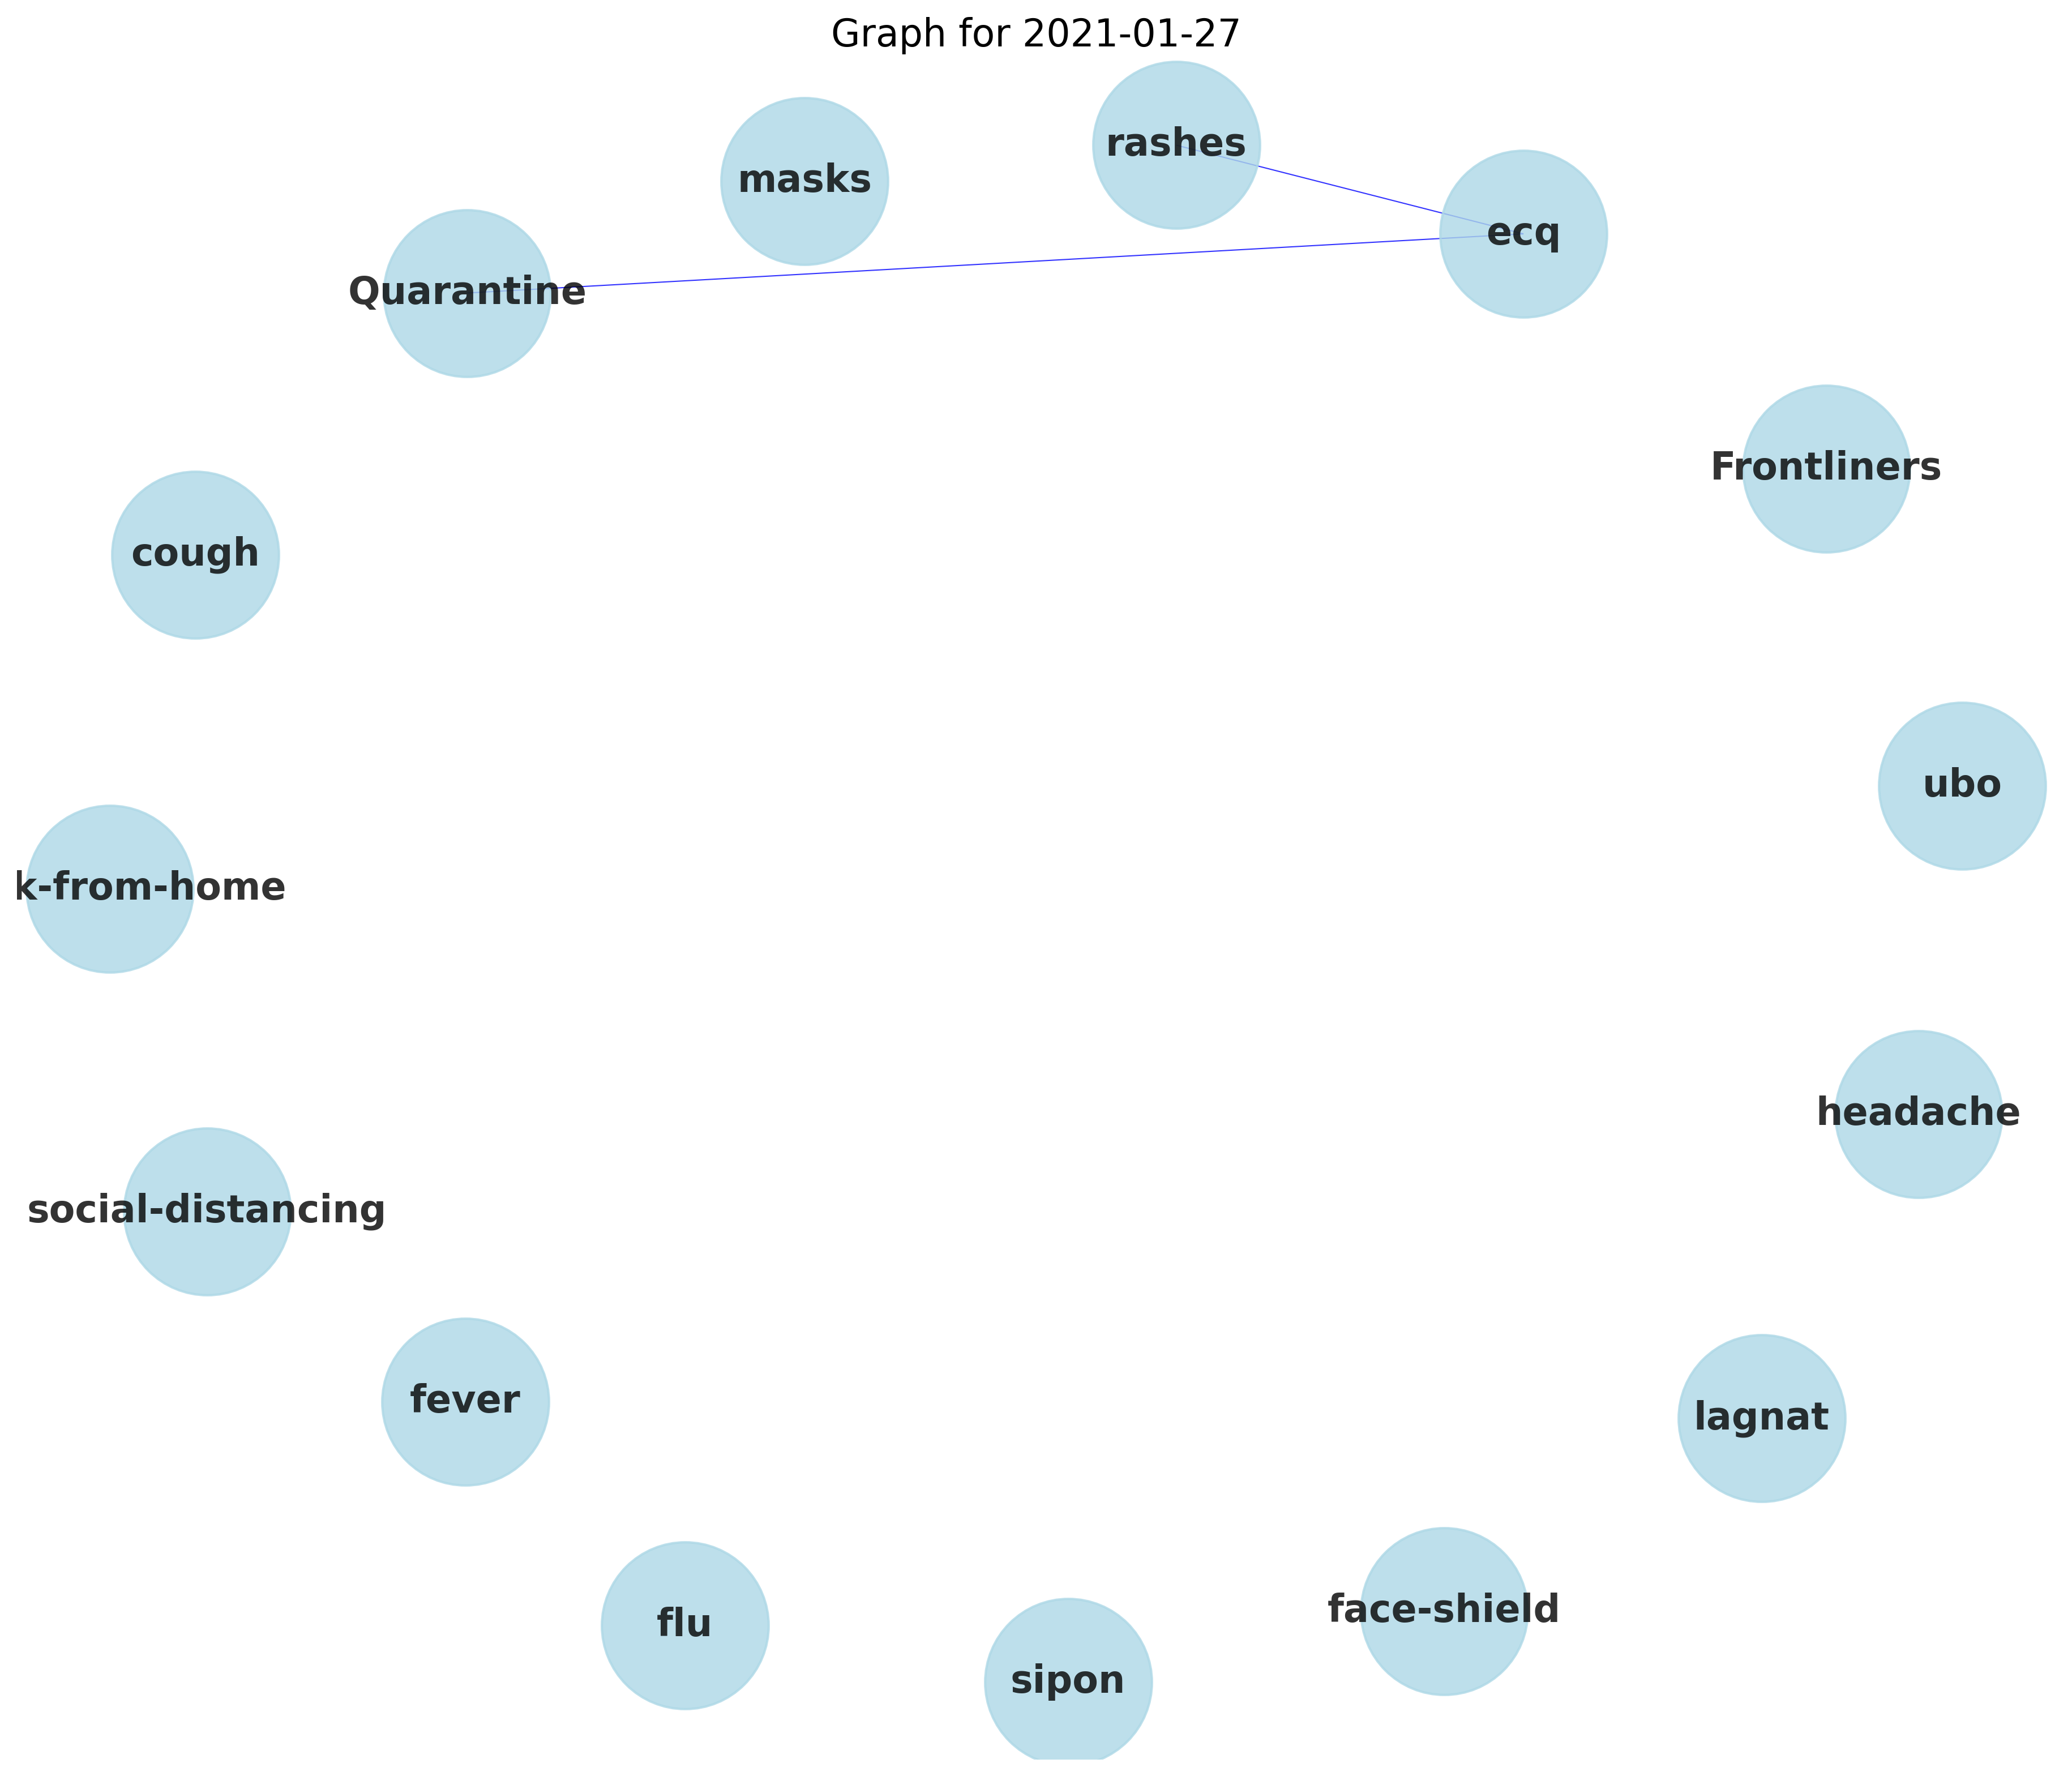 Graph for 2021-01-27
rashes
masks
ecq
Quarantine
Frontliners
cough
ubo
k-from-home
headache
social-distancing
fever
lagnat
face-shield
flu
sipon